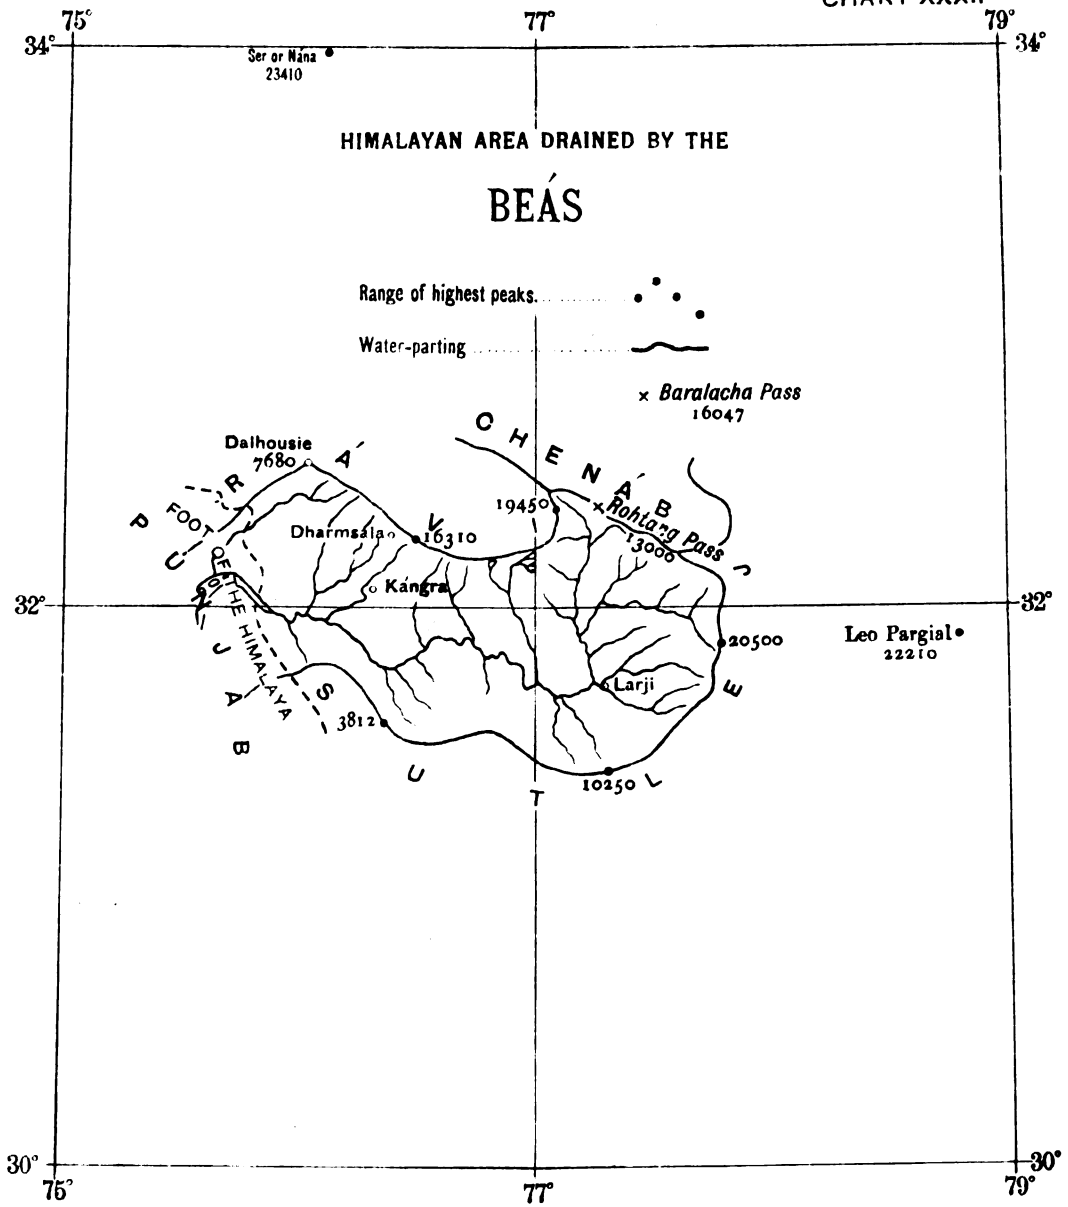 CHART XXXII
75° 77° 79°
34° 34°
Ser or Nána
23410
HIMALAYAN AREA DRAINED BY THE
BEÁS
Range of highest peaks
Water-parting
Baralacha Pass
16047
CHENÁB
Dalhousie
7680
RÁVI
19450
Rohtang Pass
13000
FOOT OF THE HIMALAYA
PUNJAB
Dharmsala
16310
Kángra
32° 32°
20500
Leo Pargial
22210
Larji
3812
SUTLEJ
10250
30° 30°
75° 77° 79°